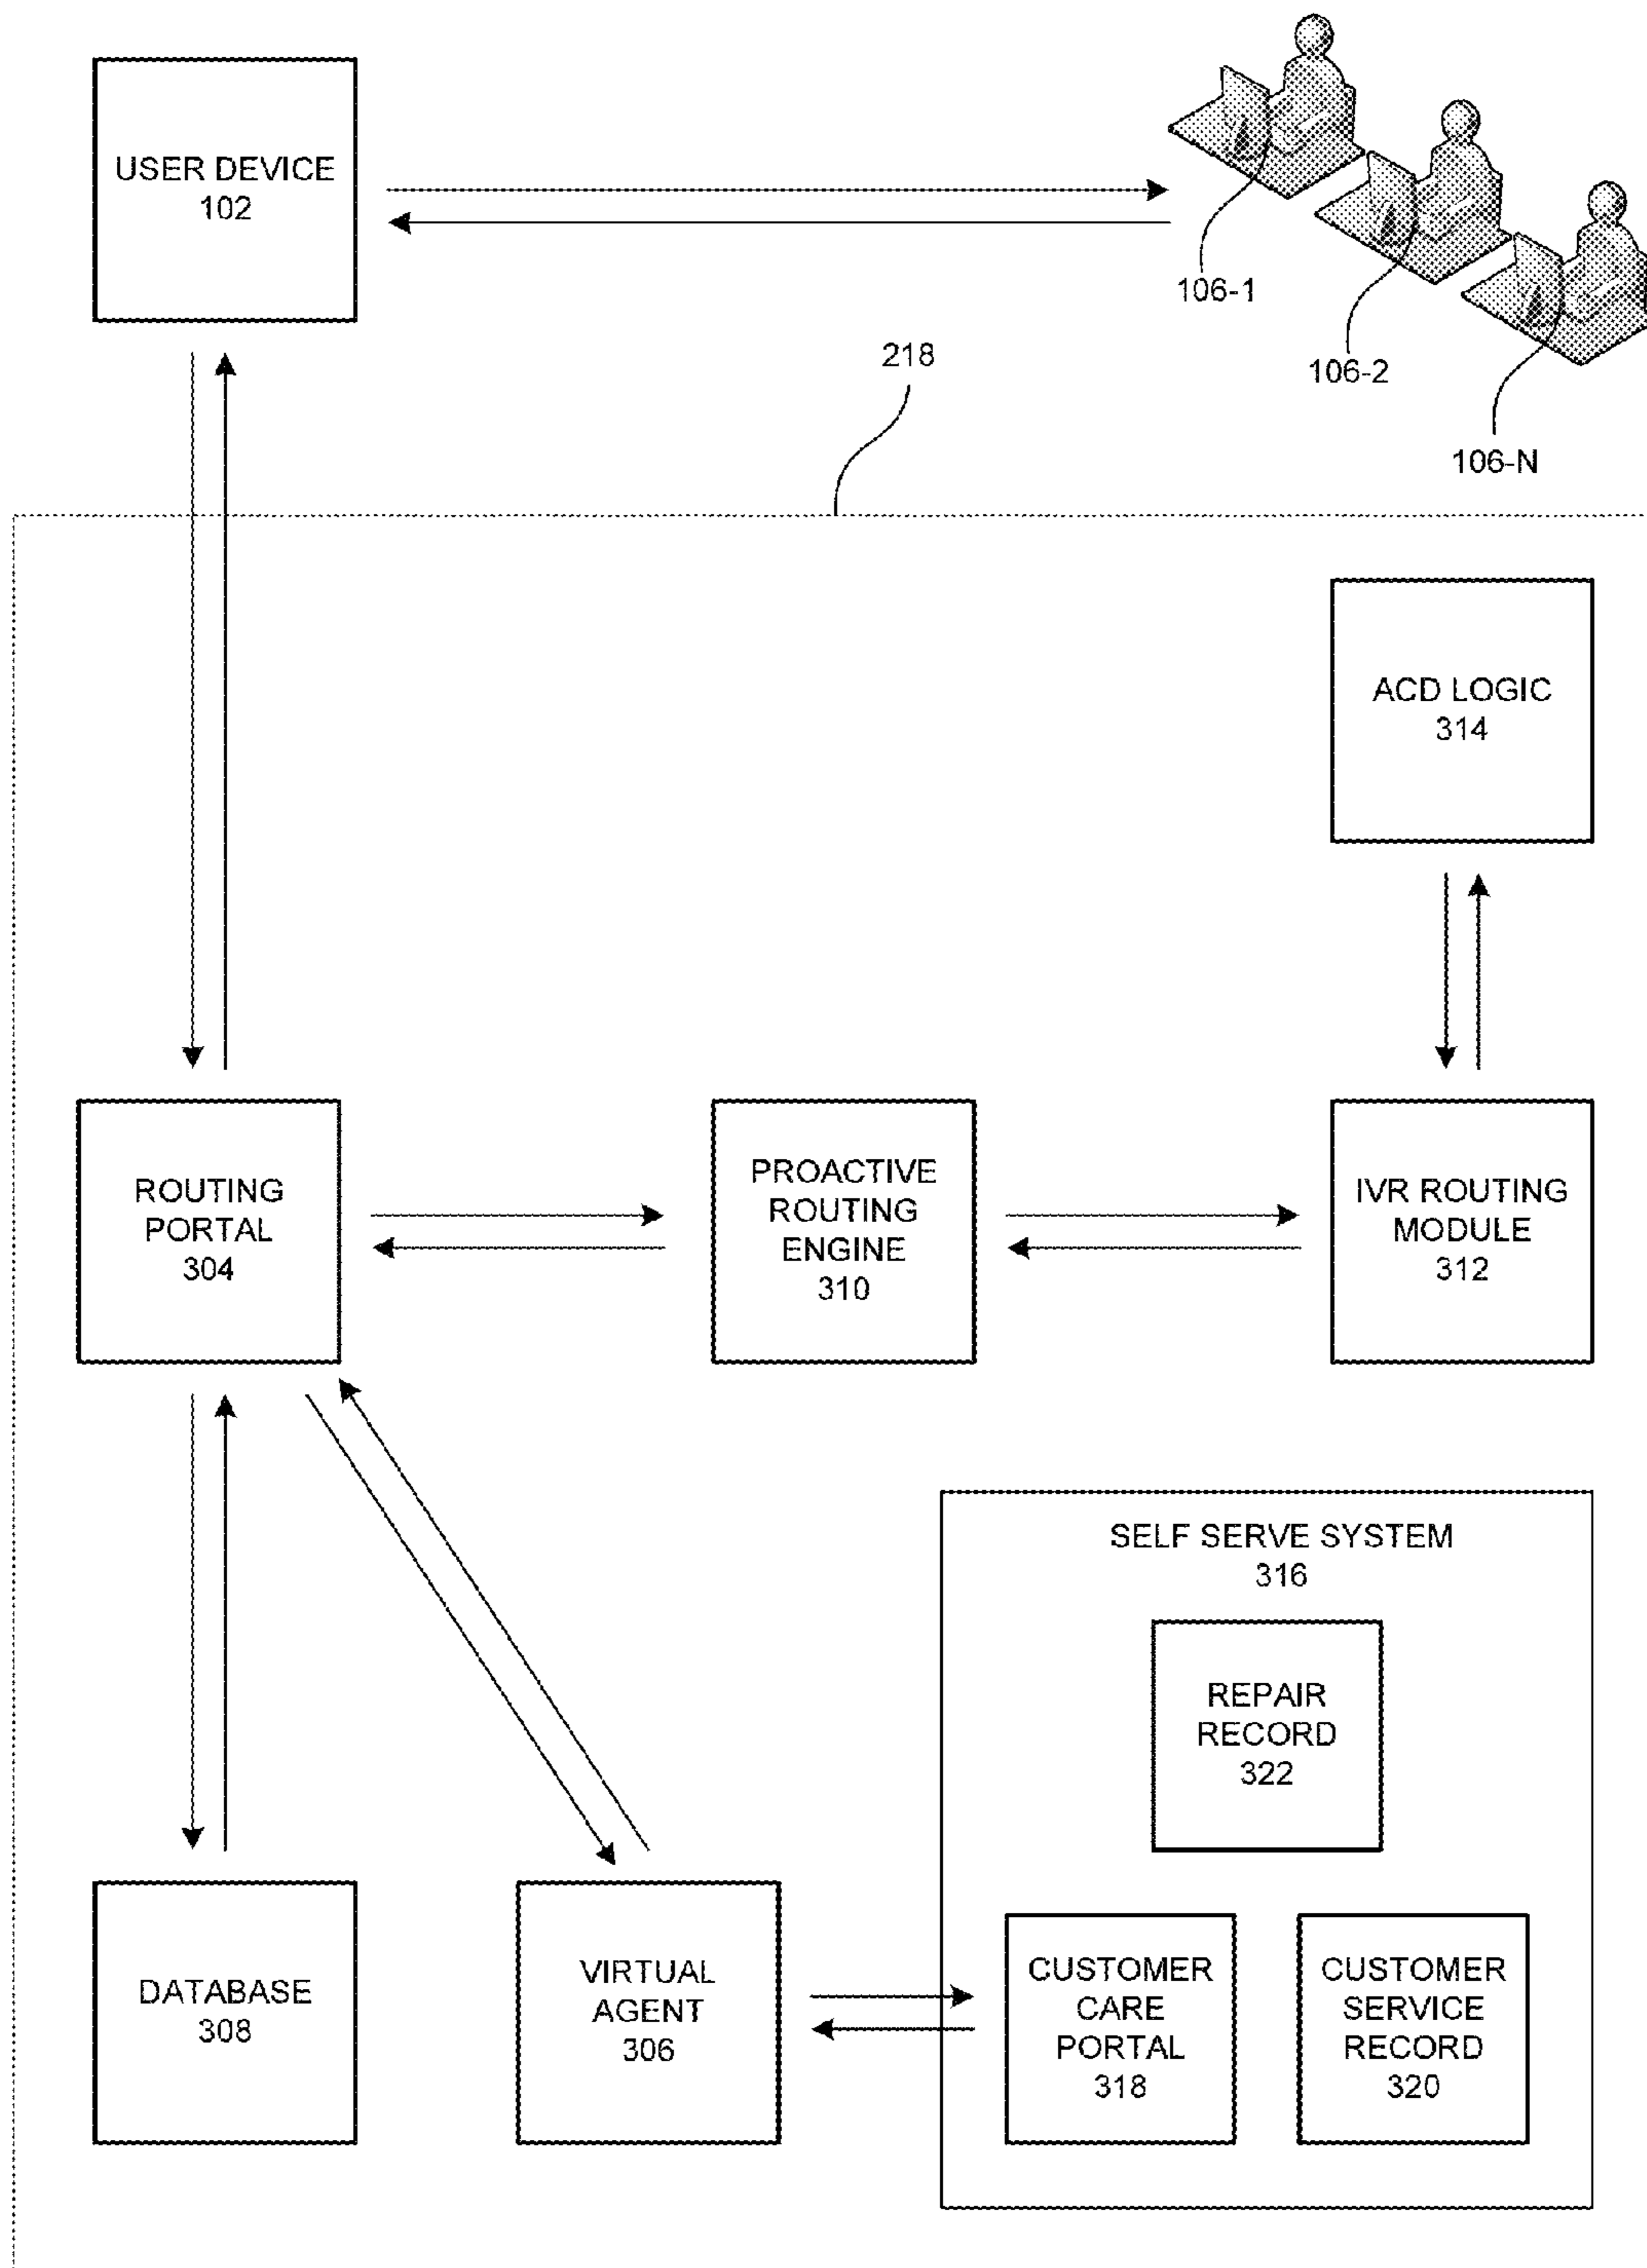 USER DEVICE
102
106-1
106-2
106-N
218
ACD LOGIC
314
ROUTING
PORTAL
304
PROACTIVE
ROUTING
ENGINE
310
IVR ROUTING
MODULE
312
SELF SERVE SYSTEM
316
REPAIR
RECORD
322
DATABASE
308
VIRTUAL
AGENT
306
CUSTOMER
CARE
PORTAL
318
CUSTOMER
SERVICE
RECORD
320